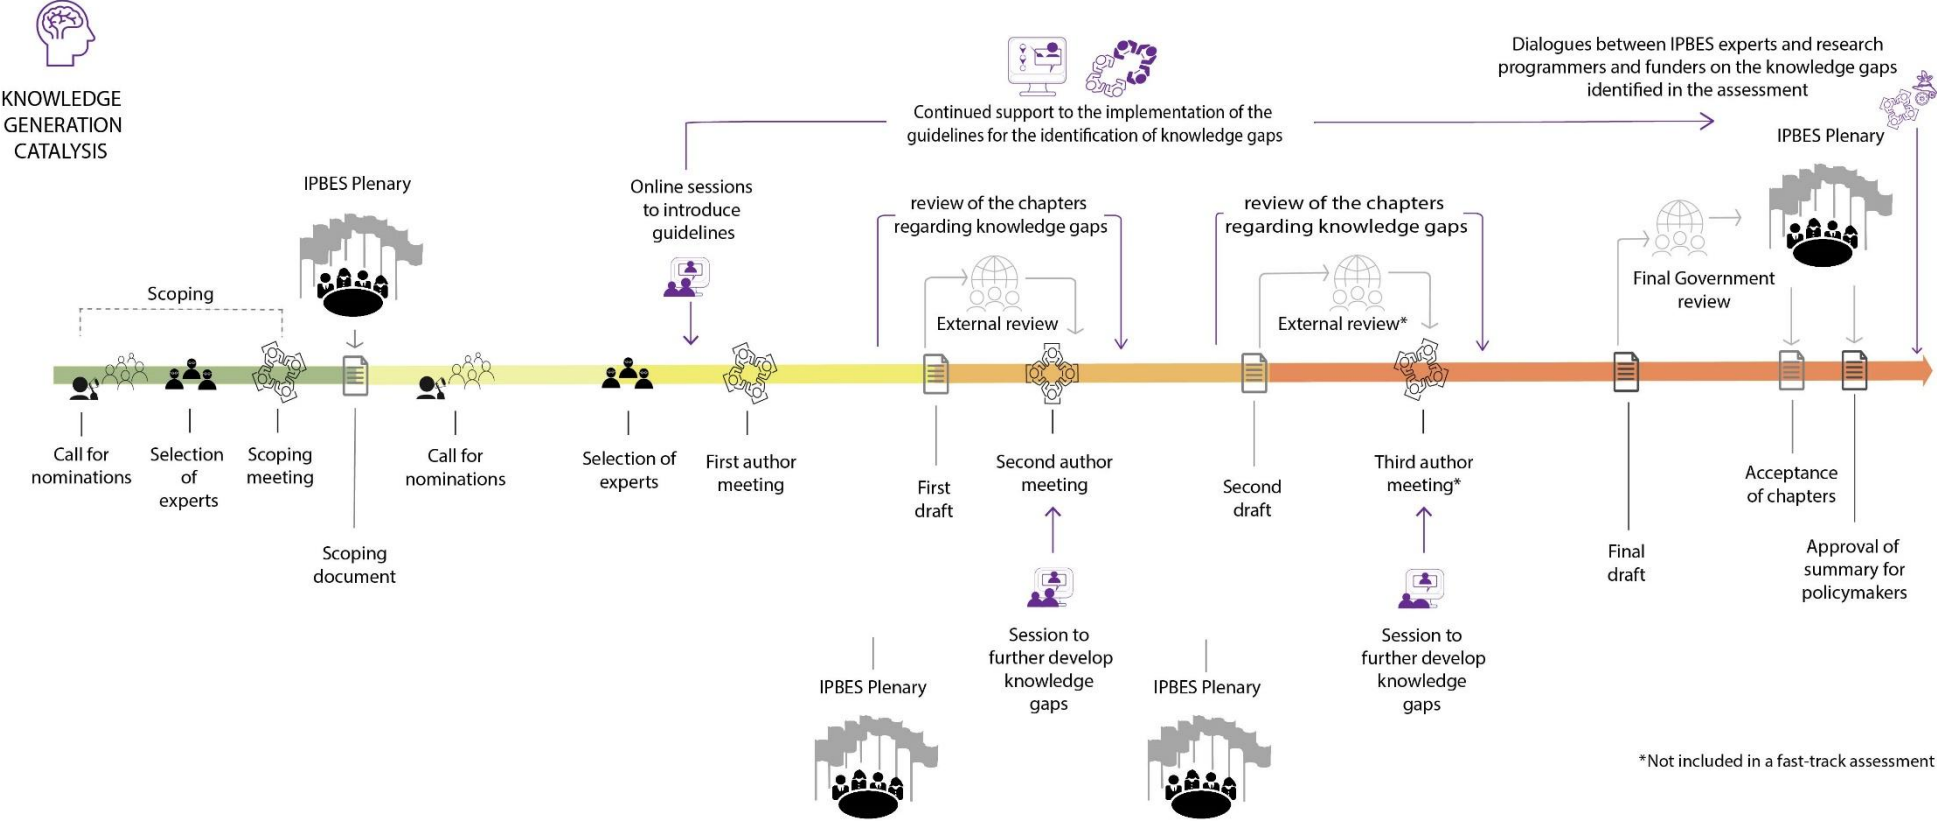 KNOWLEDGE
GENERATION
CATALYSIS
IPBES Plenary
Scoping
Online sessions
to introduce
guidelines
Continued support to the implementation of the
guidelines for the identification of knowledge gaps
Dialogues between IPBES experts and research
programmers and funders on the knowledge gaps
identified in the assessment
IPBES Plenary
review of the chapters
regarding knowledge gaps
External review
review of the chapters
regarding knowledge gaps
External review*
Final Government
review
Call for
nominations
Selection
of
experts
Scoping
meeting
Scoping
document
Call for
nominations
Selection of
experts
First author
meeting
First
draft
Second author
meeting
Second
draft
Third author
meeting*
Final
draft
Acceptance
of chapters
Approval of
summary for
policymakers
IPBES Plenary
Session to
further develop
knowledge
gaps
IPBES Plenary
Session to
further develop
knowledge
gaps
*Not included in a fast-track assessment